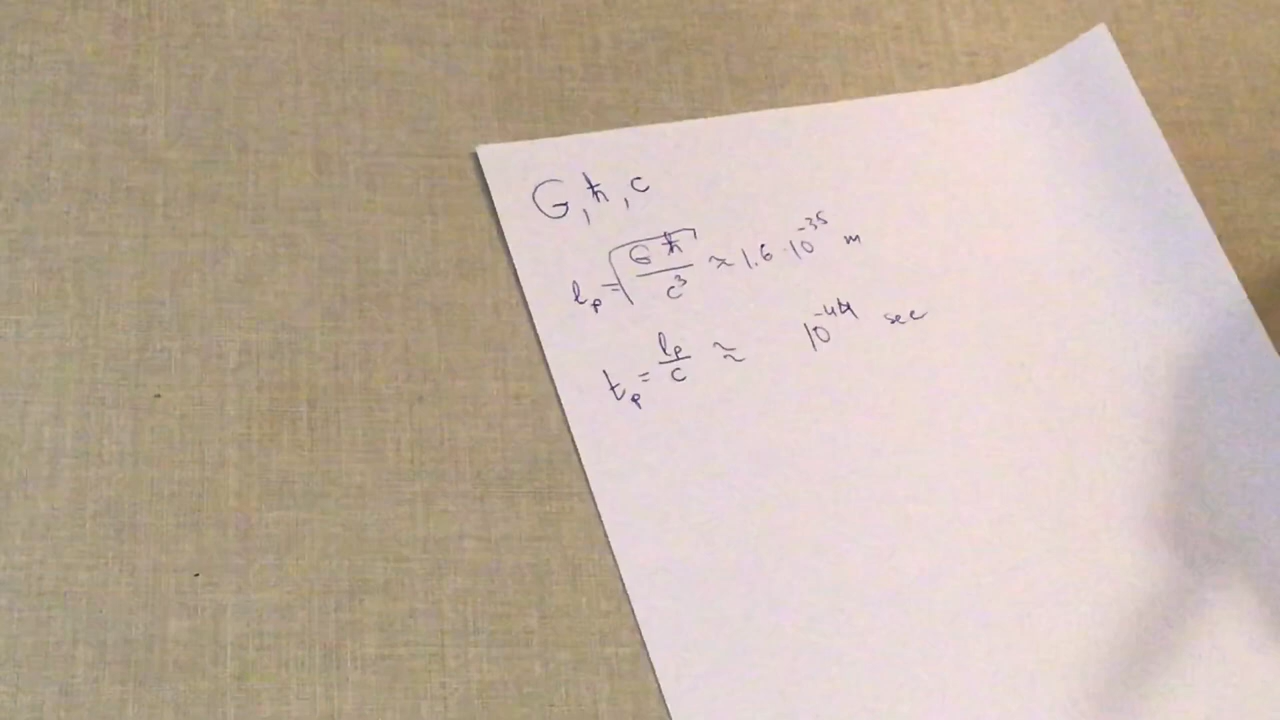 G, ħ, c
l_p = √(Għ/c³) ≈ 1.6 · 10⁻³⁵ m
t_p = l_p/c ≈ 10⁻⁴⁴ sec